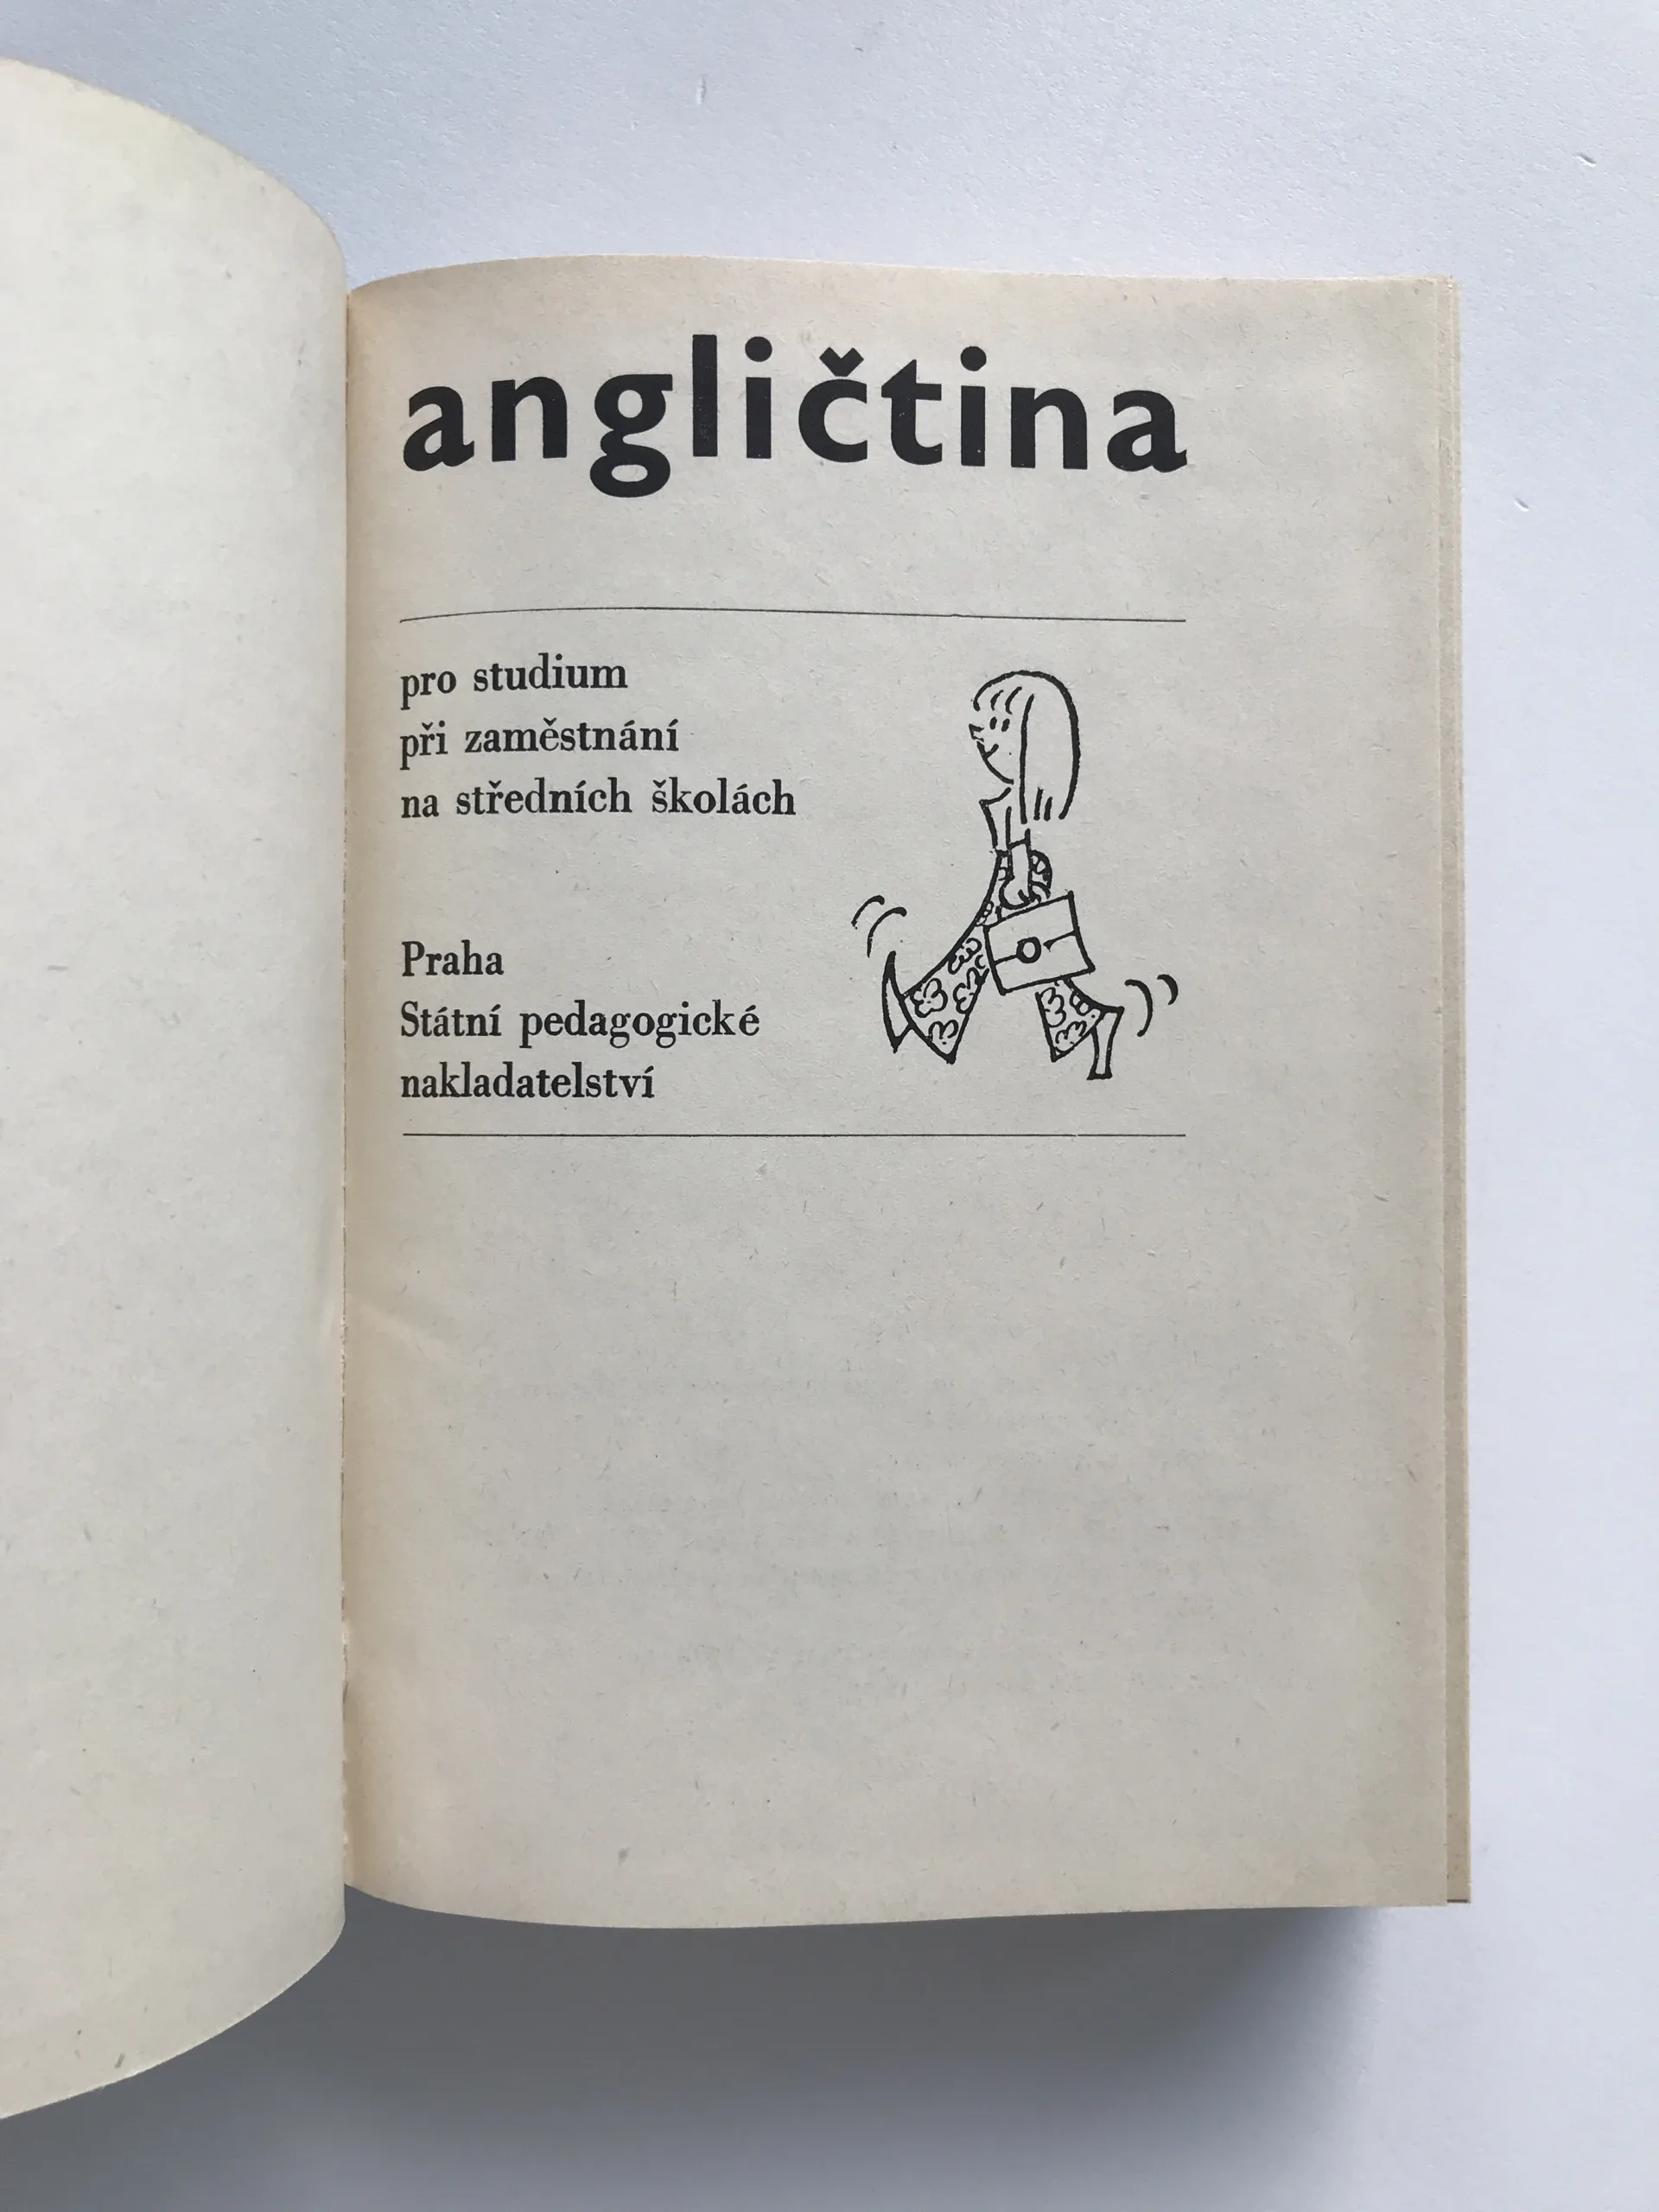 angličtina
pro studium
při zaměstnání
na středních školách
Praha
Státní pedagogické
nakladatelství